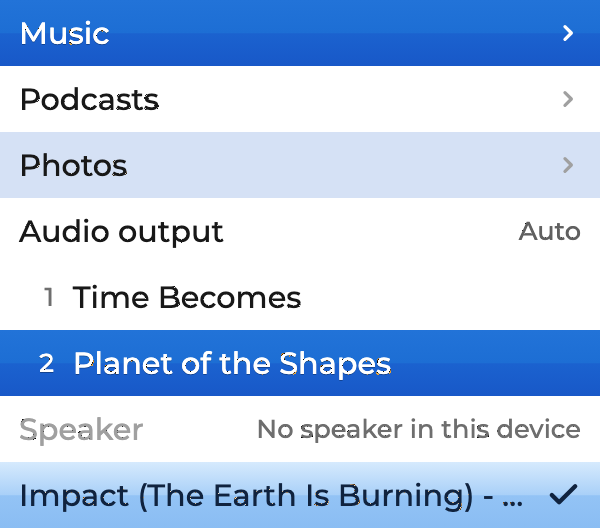 Music
Podcasts
Photos
Audio output Auto
1 Time Becomes
2 Planet of the Shapes
Speaker No speaker in this device
Impact (The Earth Is Burning) - ...